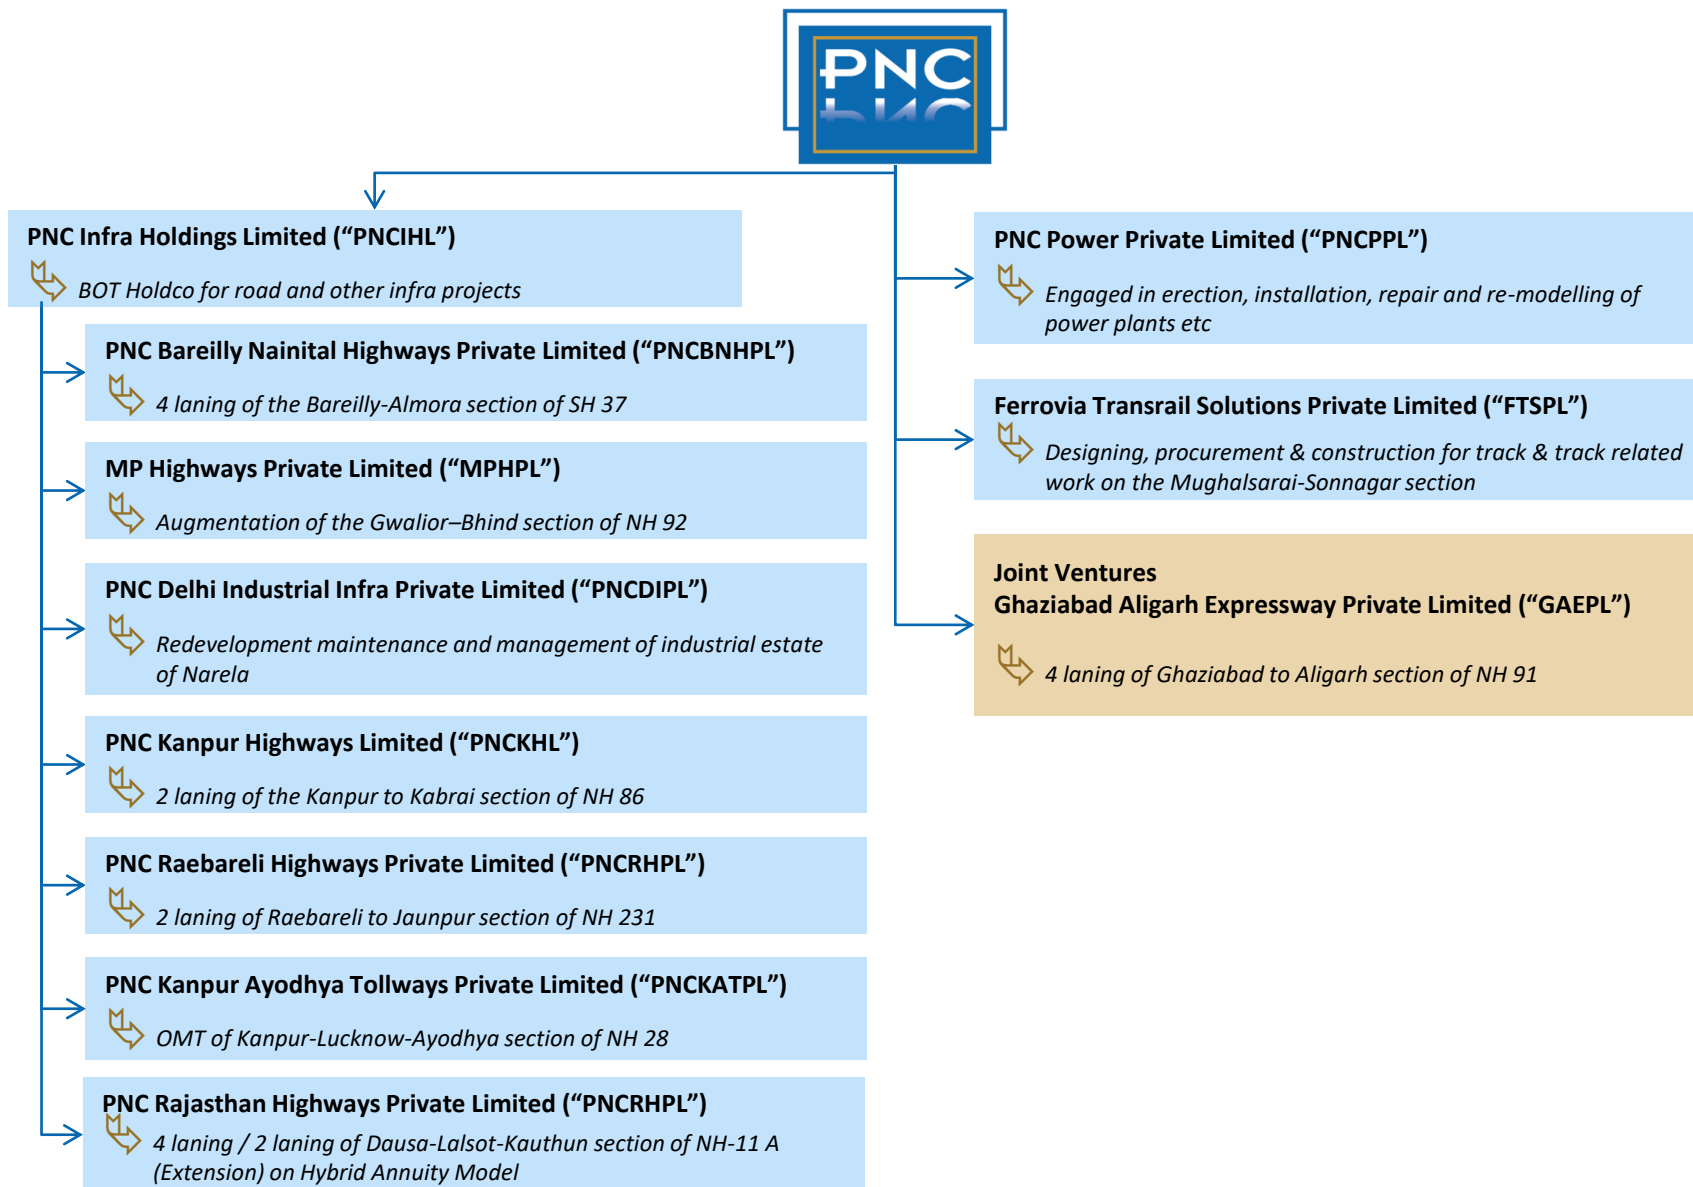 PNC
PNC Infra Holdings Limited (“PNCIHL”)
BOT Holdco for road and other infra projects
PNC Bareilly Nainital Highways Private Limited (“PNCBNHPL”)
4 laning of the Bareilly-Almora section of SH 37
MP Highways Private Limited (“MPHPL”)
Augmentation of the Gwalior–Bhind section of NH 92
PNC Delhi Industrial Infra Private Limited (“PNCDIPL”)
Redevelopment maintenance and management of industrial estate
of Narela
PNC Kanpur Highways Limited (“PNCKHL”)
2 laning of the Kanpur to Kabrai section of NH 86
PNC Raebareli Highways Private Limited (“PNCRHPL”)
2 laning of Raebareli to Jaunpur section of NH 231
PNC Kanpur Ayodhya Tollways Private Limited (“PNCKATPL”)
OMT of Kanpur-Lucknow-Ayodhya section of NH 28
PNC Rajasthan Highways Private Limited (“PNCRHPL”)
4 laning / 2 laning of Dausa-Lalsot-Kauthun section of NH-11 A
(Extension) on Hybrid Annuity Model
PNC Power Private Limited (“PNCPPL”)
Engaged in erection, installation, repair and re-modelling of
power plants etc
Ferrovia Transrail Solutions Private Limited (“FTSPL”)
Designing, procurement & construction for track & track related
work on the Mughalsarai-Sonnagar section
Joint Ventures
Ghaziabad Aligarh Expressway Private Limited (“GAEPL”)
4 laning of Ghaziabad to Aligarh section of NH 91